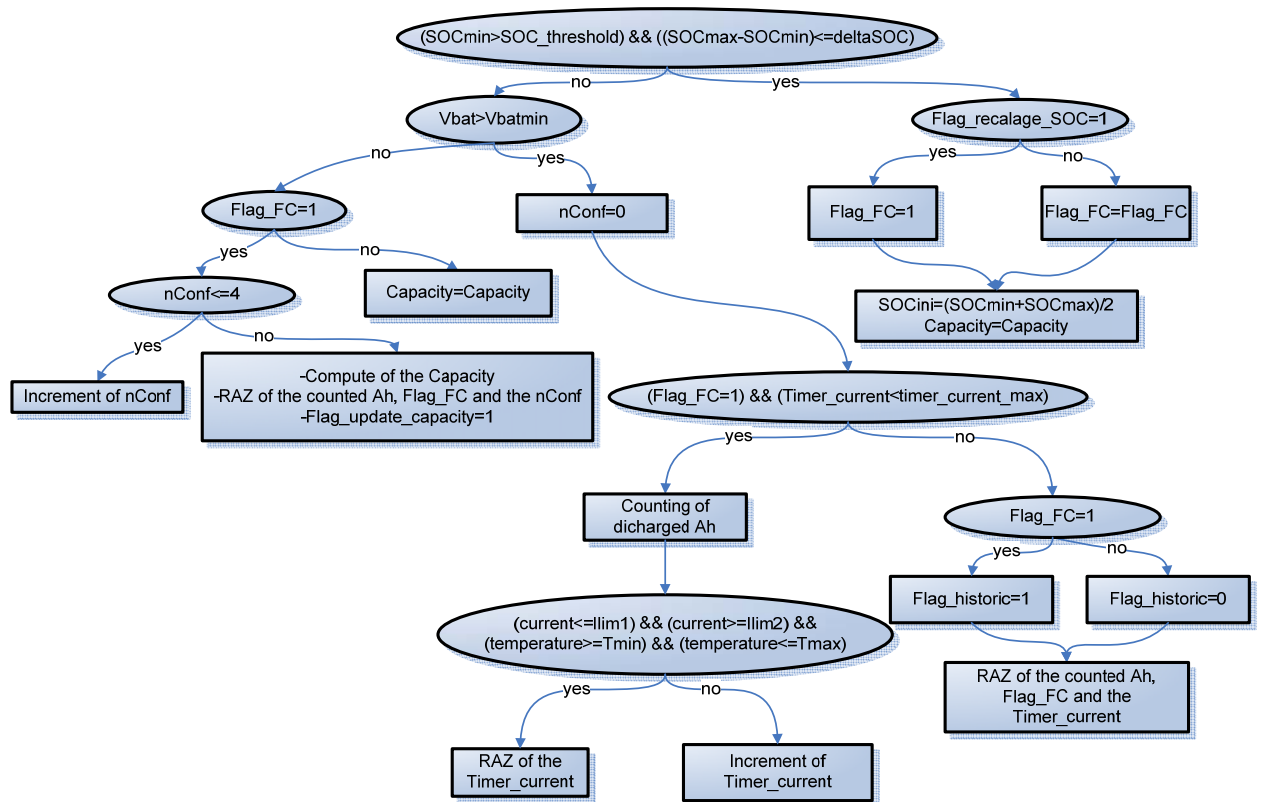 (SOCmin>SOC_threshold) && ((SOCmax-SOCmin)<=deltaSOC)
no
yes
Vbat>Vbatmin
Flag_recalage_SOC=1
no
yes
yes
no
Flag_FC=1
nConf=0
Flag_FC=1
Flag_FC=Flag_FC
yes
no
nConf<=4
Capacity=Capacity
SOCini=(SOCmin+SOCmax)/2
Capacity=Capacity
yes
no
Increment of nConf
-Compute of the Capacity
-RAZ of the counted Ah, Flag_FC and the nConf
-Flag_update_capacity=1
(Flag_FC=1) && (Timer_current<timer_current_max)
yes
no
Counting of
dicharged Ah
Flag_FC=1
yes
no
Flag_historic=1
Flag_historic=0
(current<=Ilim1) && (current>=Ilim2) &&
(temperature>=Tmin) && (temperature<=Tmax)
RAZ of the counted Ah,
Flag_FC and the
Timer_current
yes
no
RAZ of the
Timer_current
Increment of
Timer_current